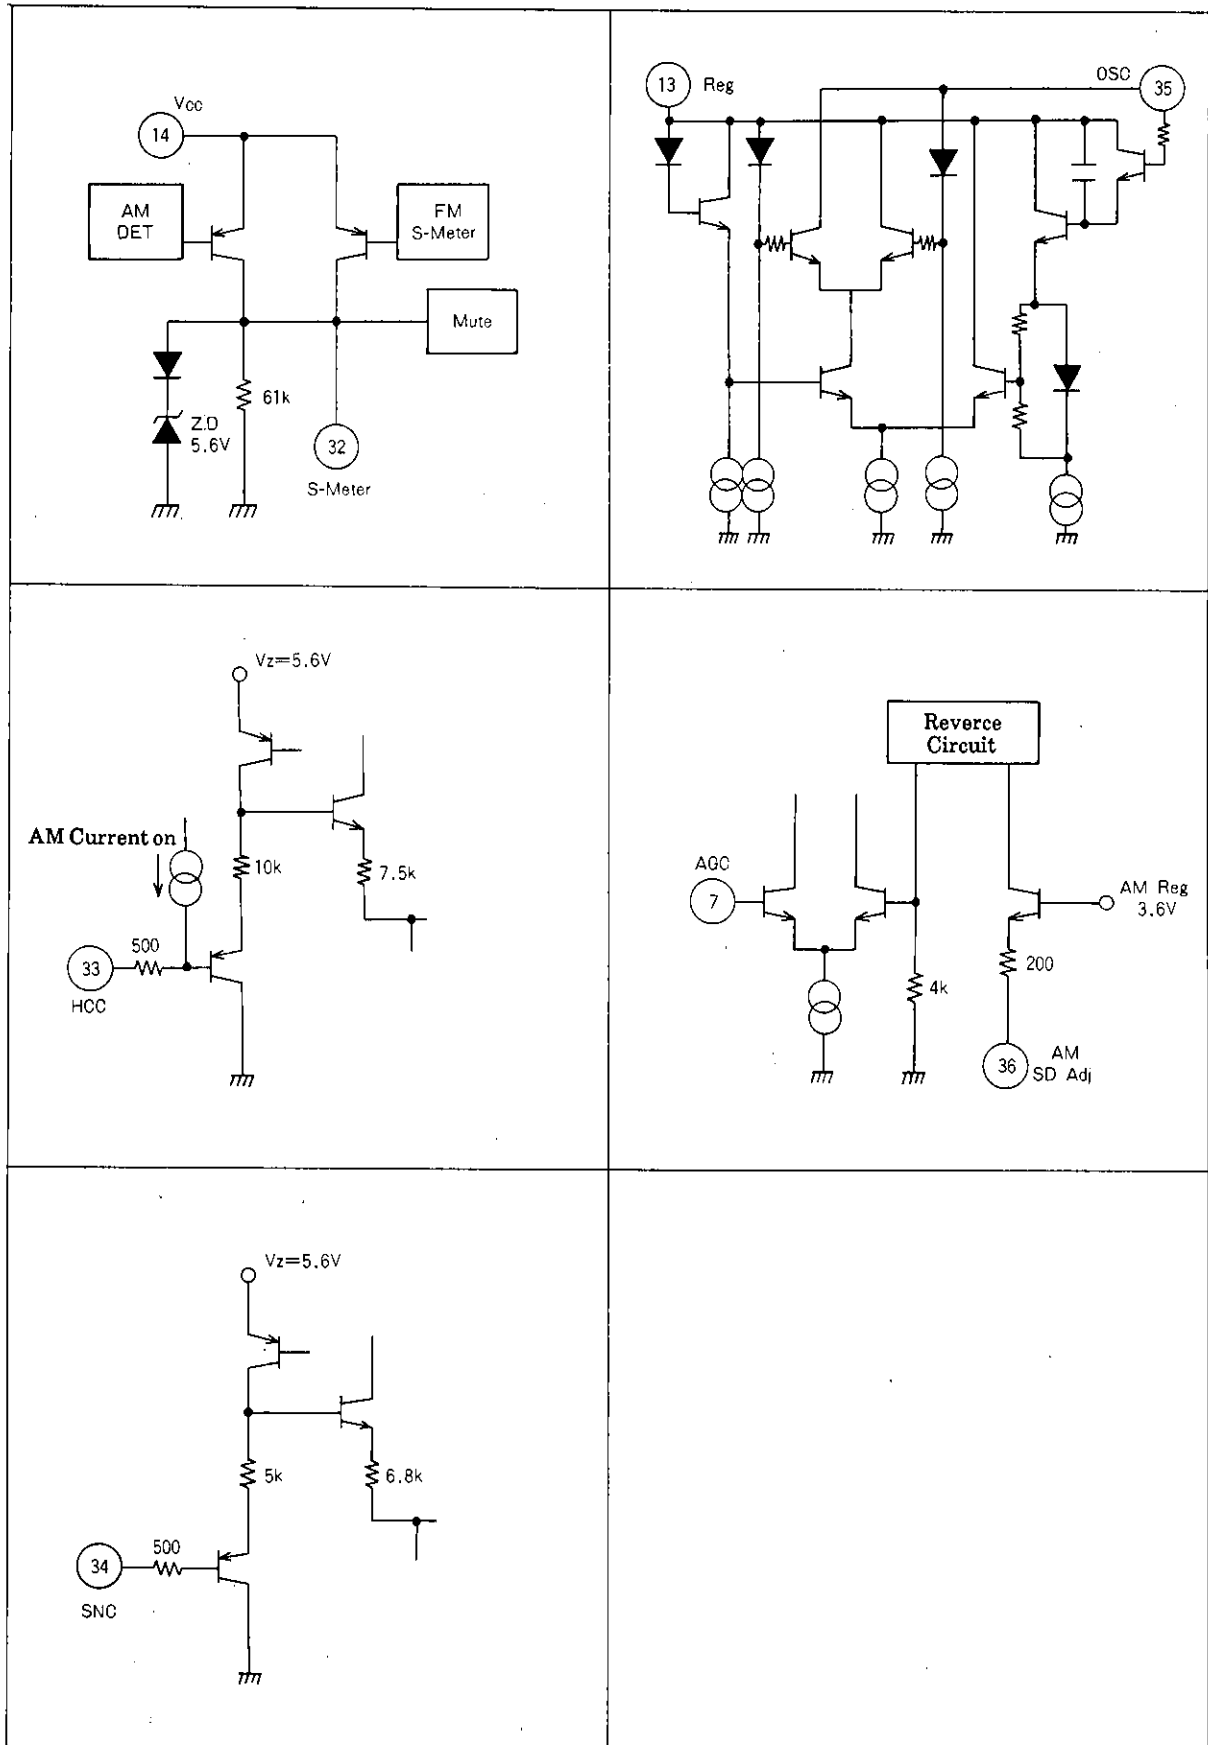 Vcc
14
AM
DET
FM
S-Meter
Mute
61k
Z.D
5.6V
32
S-Meter
13
Reg
OSC
35
Vz=5.6V
AM Current on
10k
7.5k
500
33
HCC
Reverce
Circuit
AGC
7
AM Reg
3.6V
200
4k
36
AM
SD Adj
Vz=5.6V
5k
6.8k
500
34
SNC